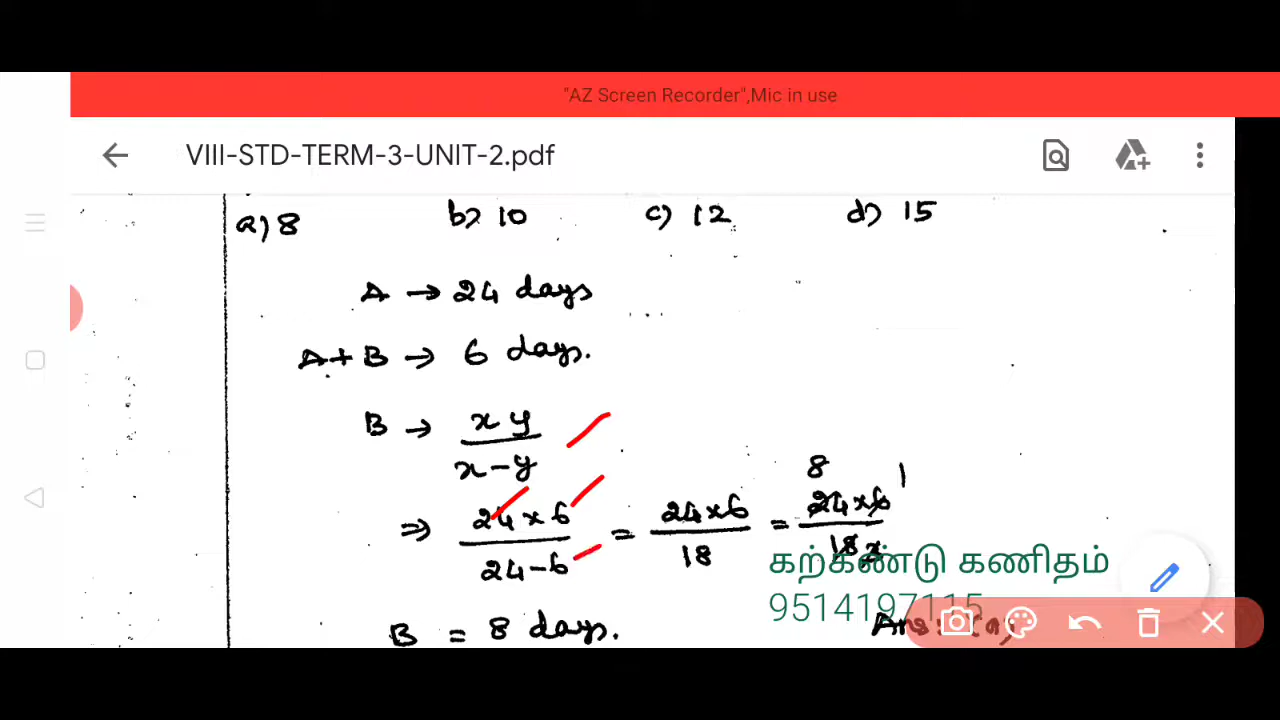 "AZ Screen Recorder",Mic in use
VIII-STD-TERM-3-UNIT-2.pdf
a) 8 b) 10 c) 12 d) 15
A → 24 days
A+B → 6 days.
B → xy / x-y
⇒ 24×6 / 24-6 = 24×6 / 18 = 24×6 / 18
8 1
கற்கண்டு கணிதம்
9514197115
B = 8 days.
Ans: (a)